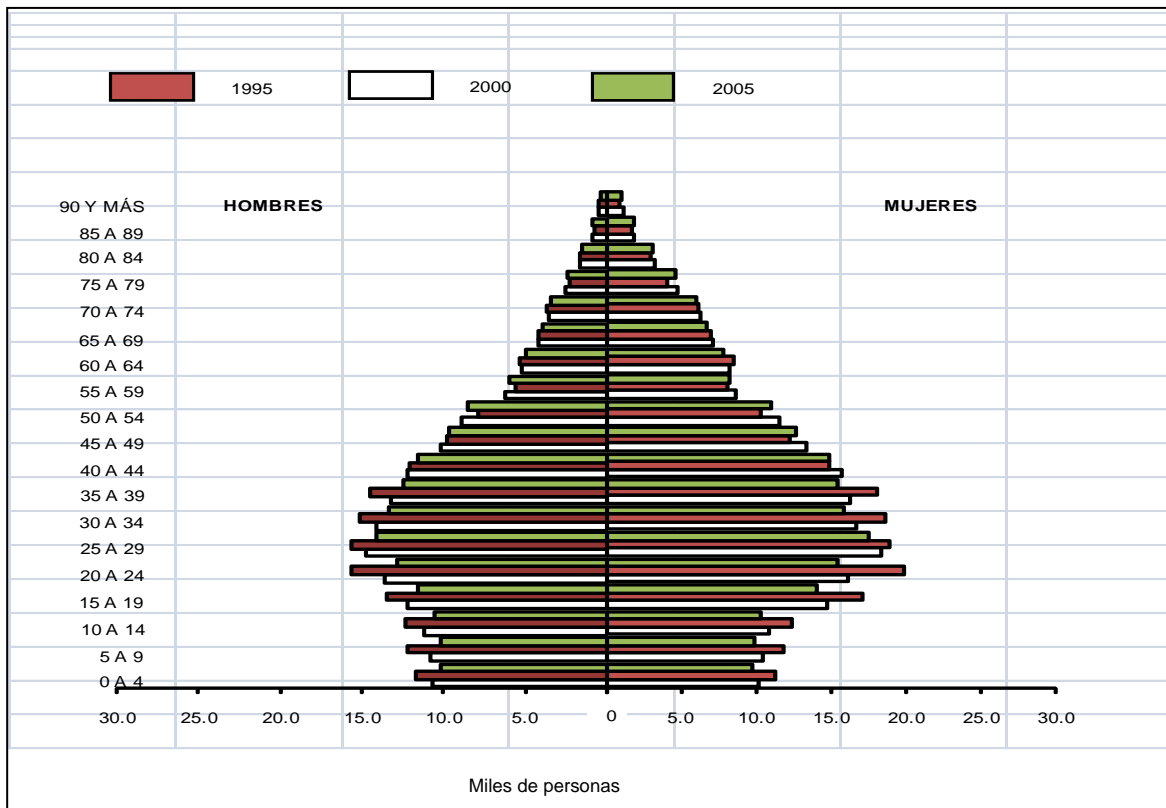 1995 2000 2005
HOMBRES MUJERES
90 Y MÁS
85 A 89
80 A 84
75 A 79
70 A 74
65 A 69
60 A 64
55 A 59
50 A 54
45 A 49
40 A 44
35 A 39
30 A 34
25 A 29
20 A 24
15 A 19
10 A 14
5 A 9
0 A 4
30.0 25.0 20.0 15.0 10.0 5.0 0 5.0 10.0 15.0 20.0 25.0 30.0
Miles de personas